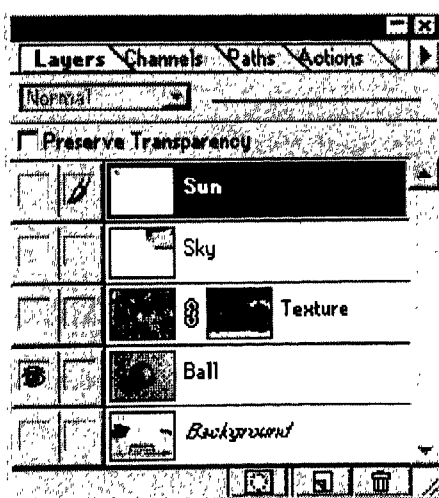 Layers Channels Paths Actions
Normal
Preserve Transparency
Sun
Sky
Texture
Ball
Background